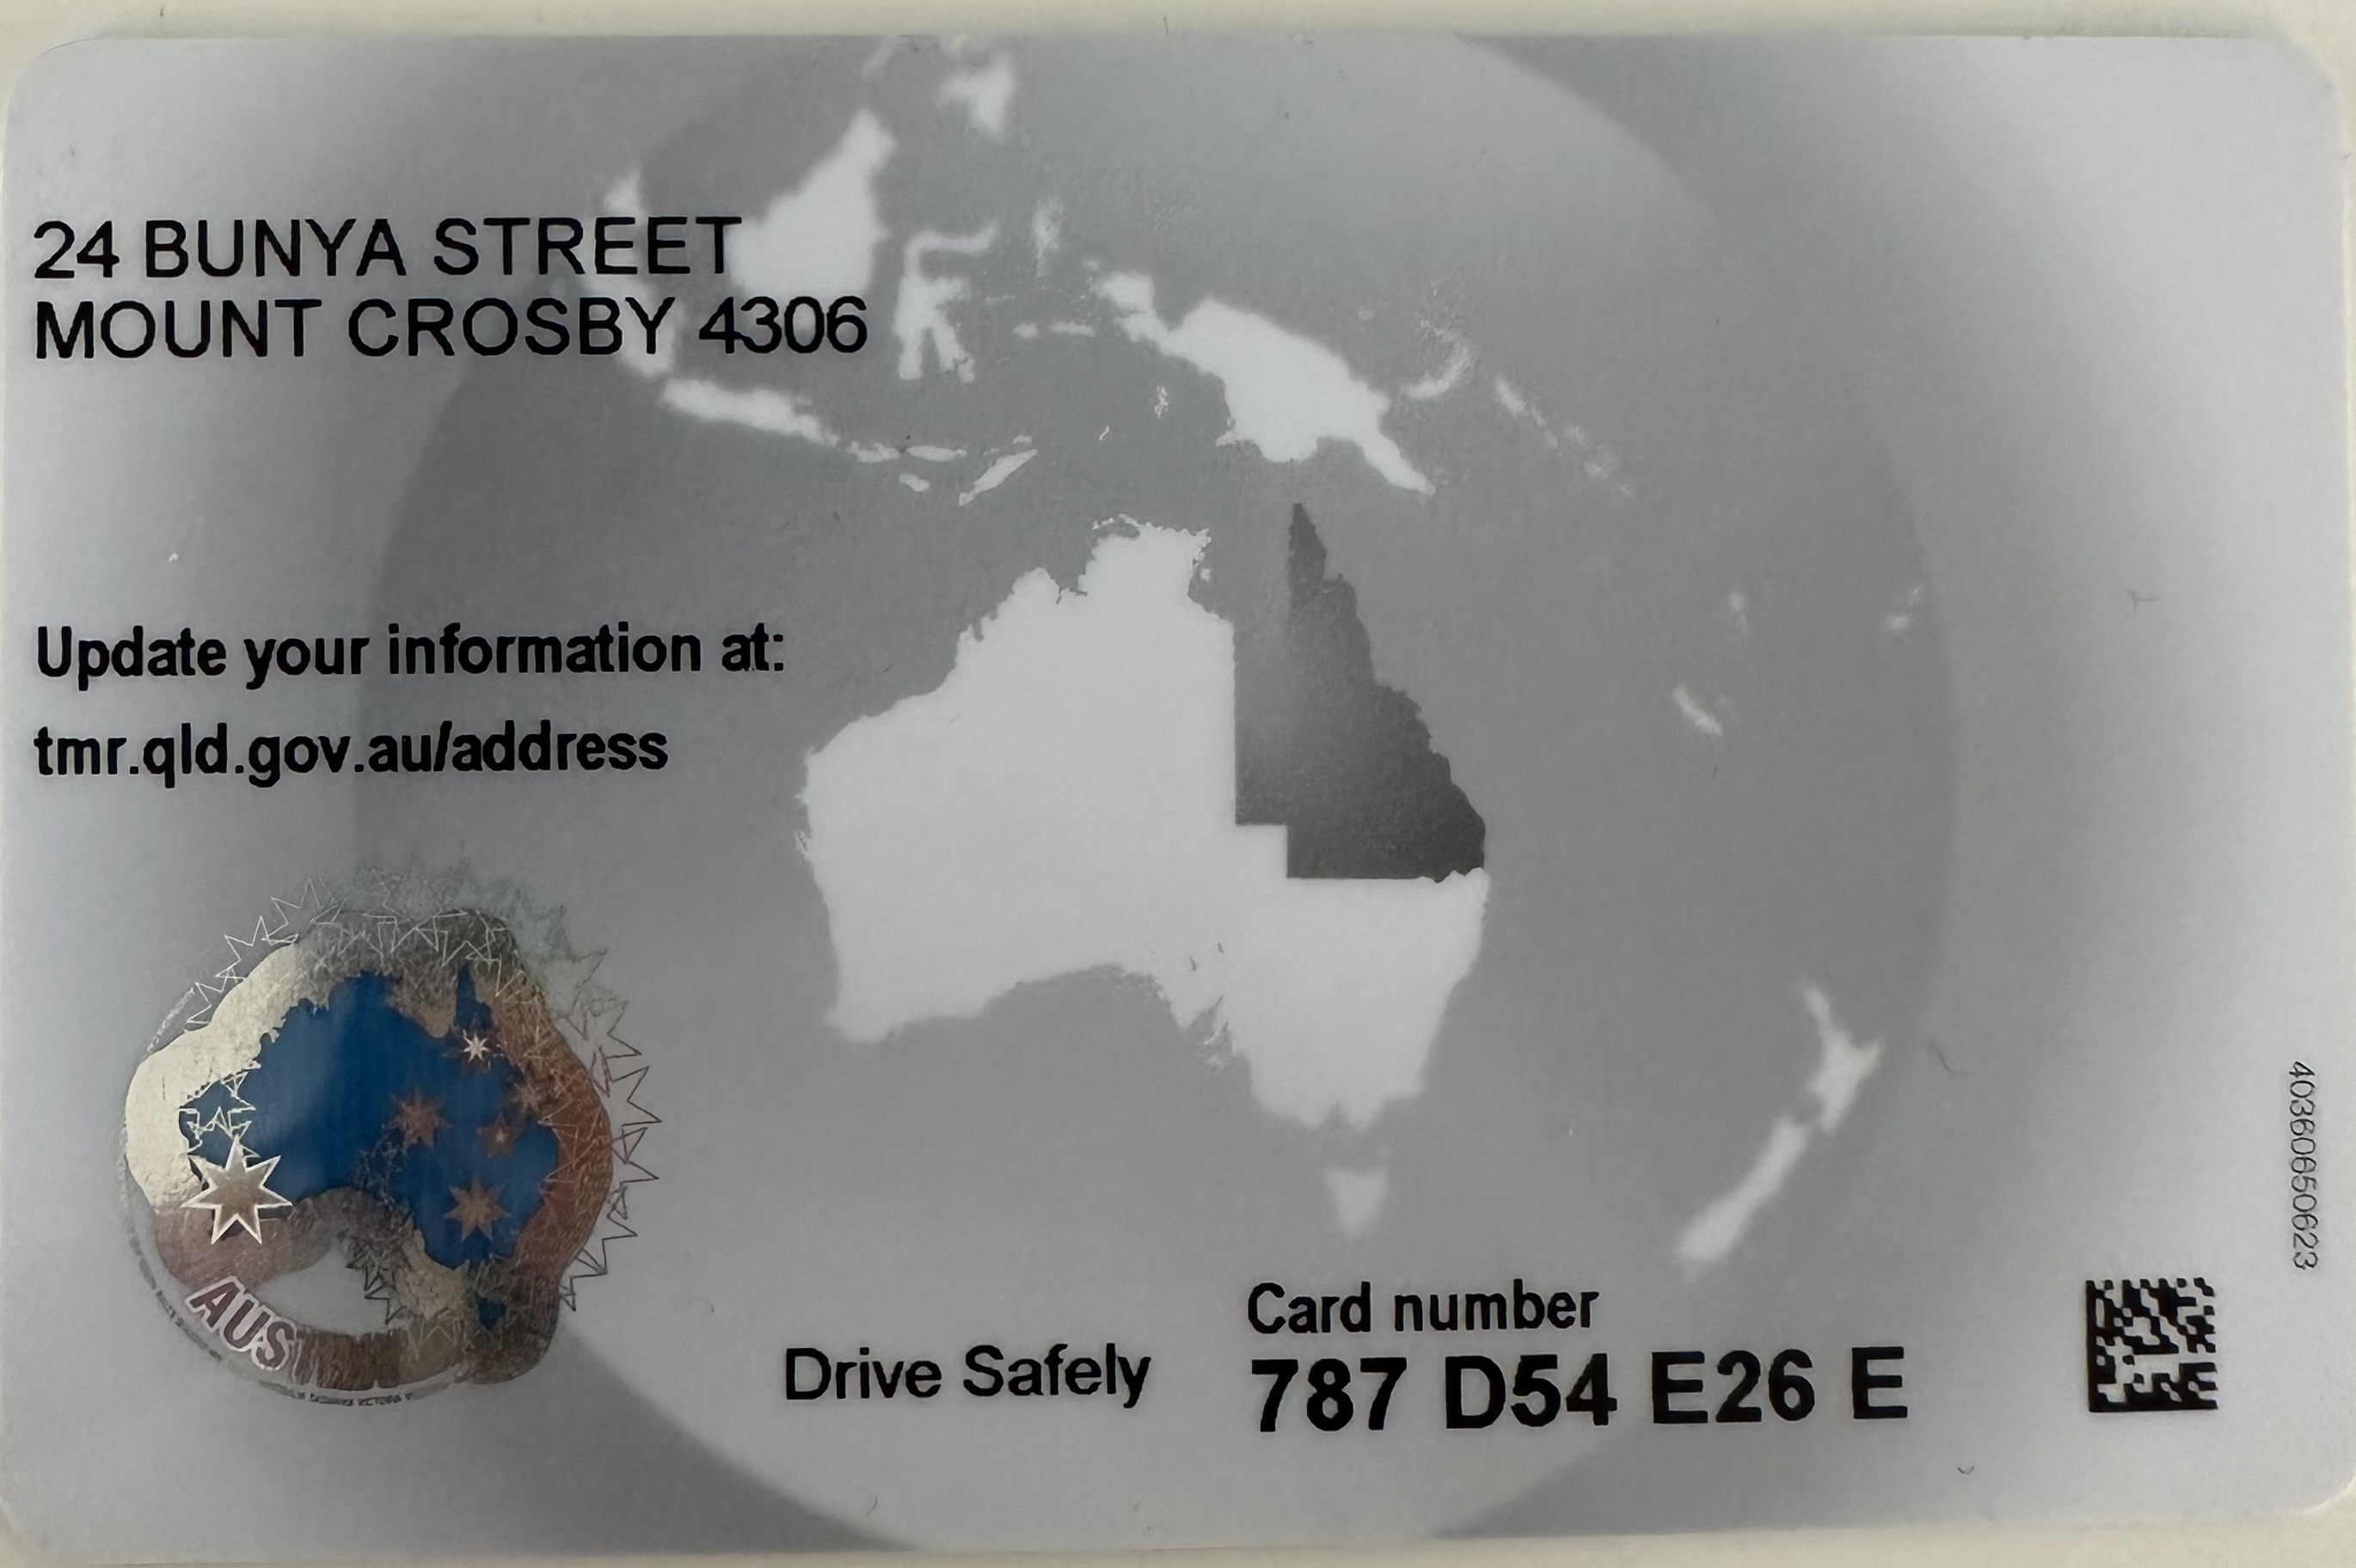 24 BUNYA STREET
MOUNT CROSBY 4306
Update your information at:
tmr.qld.gov.au/address
AUST
Drive Safely
Card number
787 D54 E26 E
40360650623